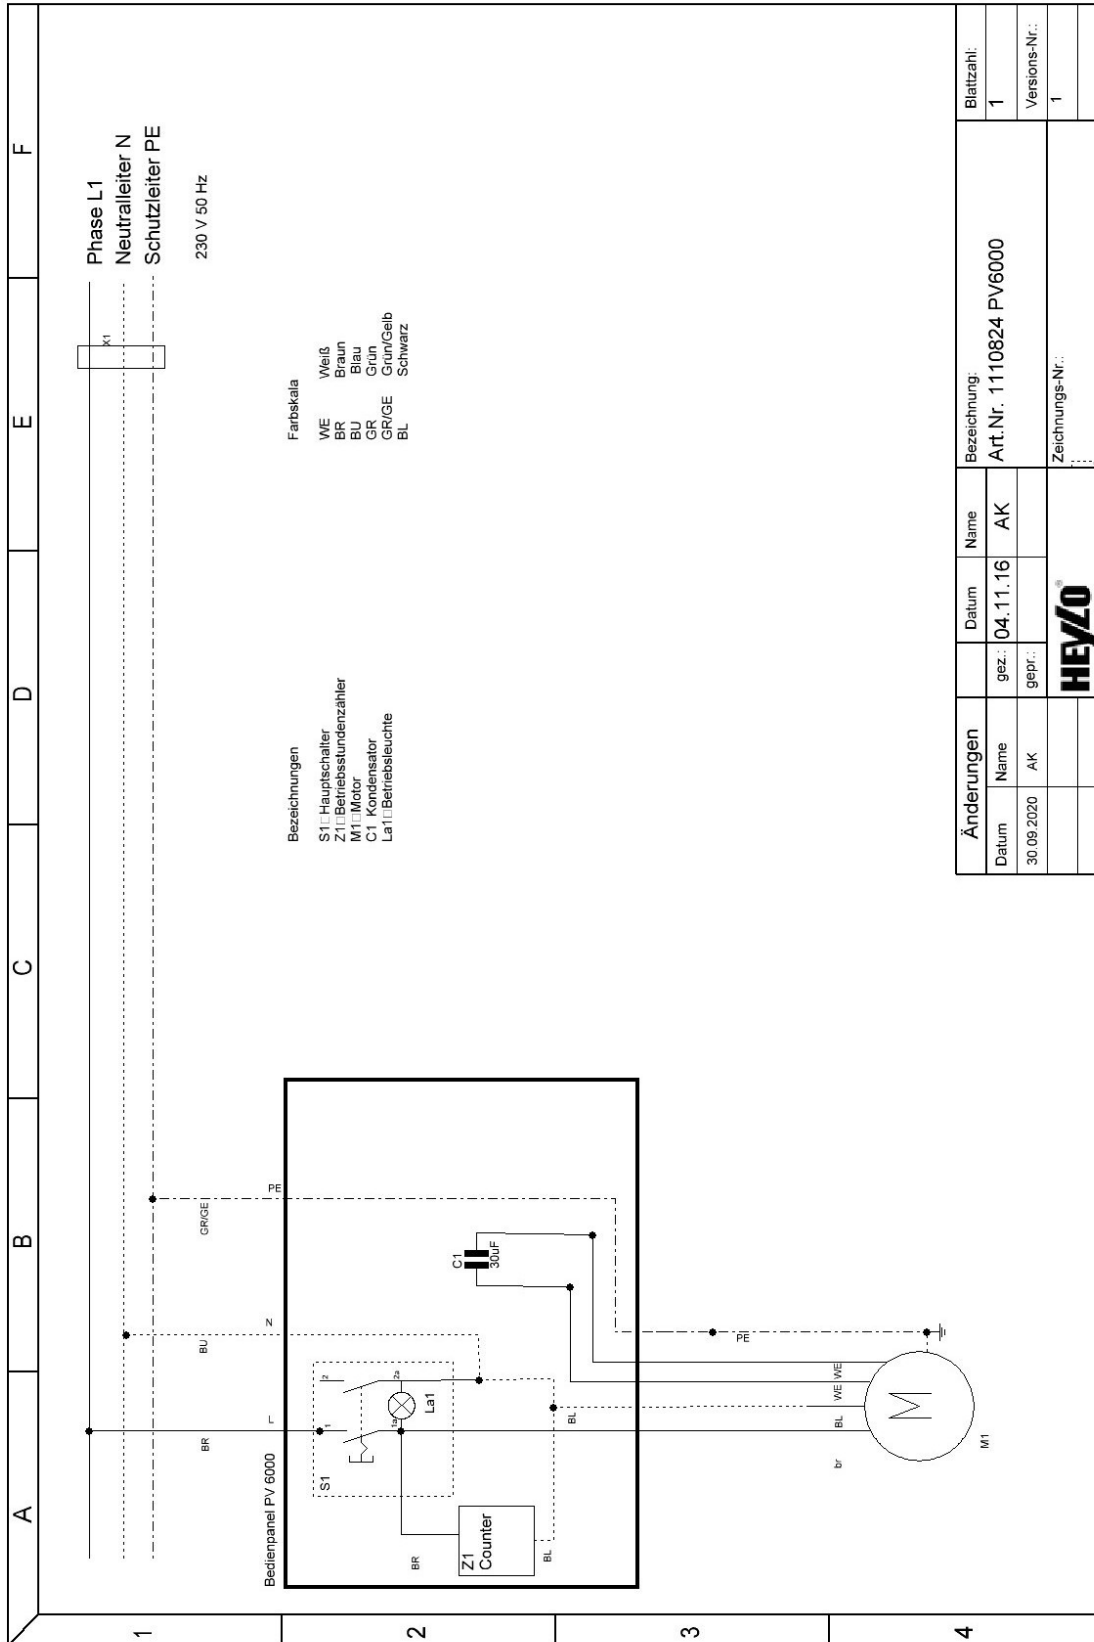 A
B
C
D
E
F
1
2
3
4
Phase L1
Neutralleiter N
Schutzleiter PE
230 V 50 Hz
X1
Farbskala
WE Weiß
BR Braun
BU Blau
GR Grün
GR/GE Grün/Gelb
BL Schwarz
Bezeichnungen
S1□Hauptschalter
Z1□Betriebsstundenzähler
M1□Motor
C1 Kondensator
La1□Betriebsleuchte
BR
BU
GR/GE
L
N
PE
Bedienpanel PV 6000
S1
1
2
1a
2a
La1
C1
30uF
BR
Z1
Counter
BL
BL
PE
br
BL
WE
WE
M
M1
Änderungen
Datum
Name
30.09.2020
AK
Datum
Name
gez.:
04.11.16
AK
gepr.:
HEYLO®
Bezeichnung:
Art.Nr. 1110824 PV6000
Zeichnungs-Nr.:
Blattzahl:
1
Versions-Nr.:
1